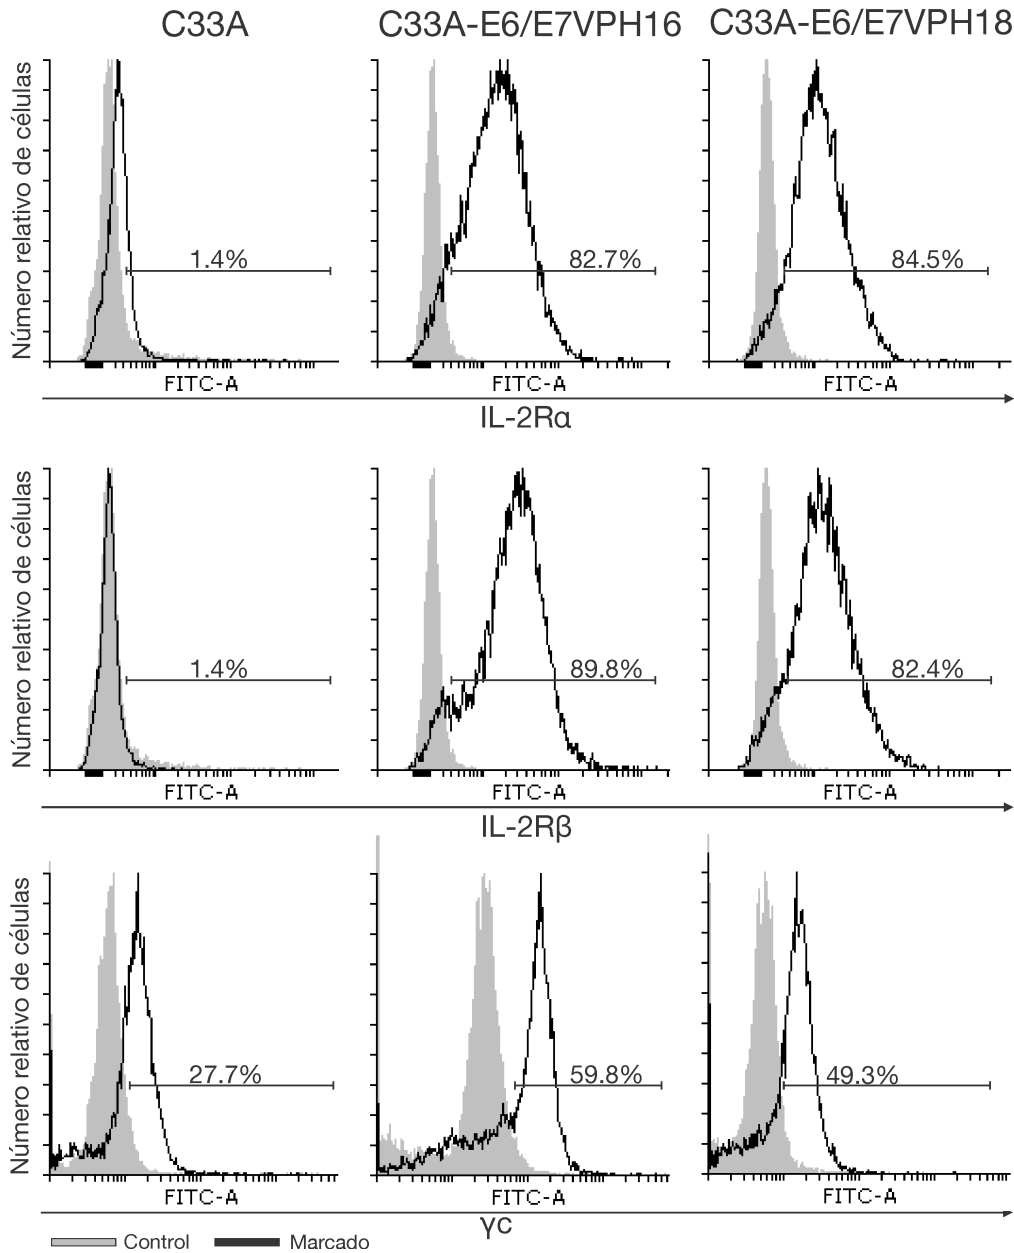 C33A
C33A-E6/E7VPH16
C33A-E6/E7VPH18
Número relativo de células
1.4%
82.7%
84.5%
FITC-A
FITC-A
FITC-A
IL-2Rα
Número relativo de células
1.4%
89.8%
82.4%
FITC-A
FITC-A
FITC-A
IL-2Rβ
Número relativo de células
27.7%
59.8%
49.3%
FITC-A
FITC-A
FITC-A
γc
Control
Marcado